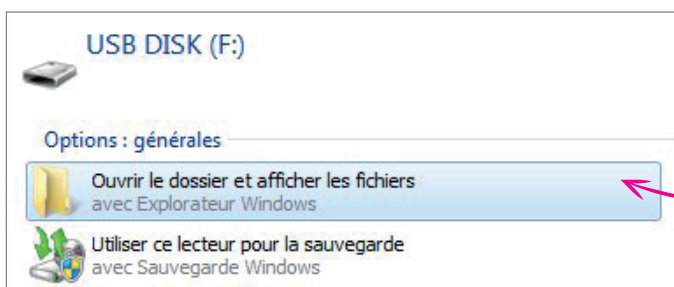 USB DISK (F:)
Options : générales
Ouvrir le dossier et afficher les fichiers
avec Explorateur Windows
Utiliser ce lecteur pour la sauvegarde
avec Sauvegarde Windows